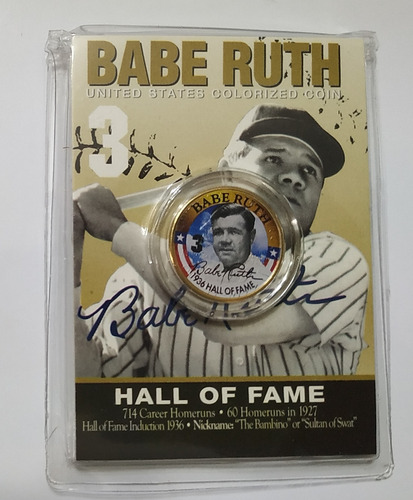 BABE RUTH
UNITED STATES COLORIZED COIN
3
BABE RUTH
3
Babe Ruth
1936 HALL OF FAME
Babe Ruth
HALL OF FAME
714 Career Homeruns • 60 Homeruns in 1927
Hall of Fame Induction 1936 • Nickname: "The Bambino" or "Sultan of Swat"